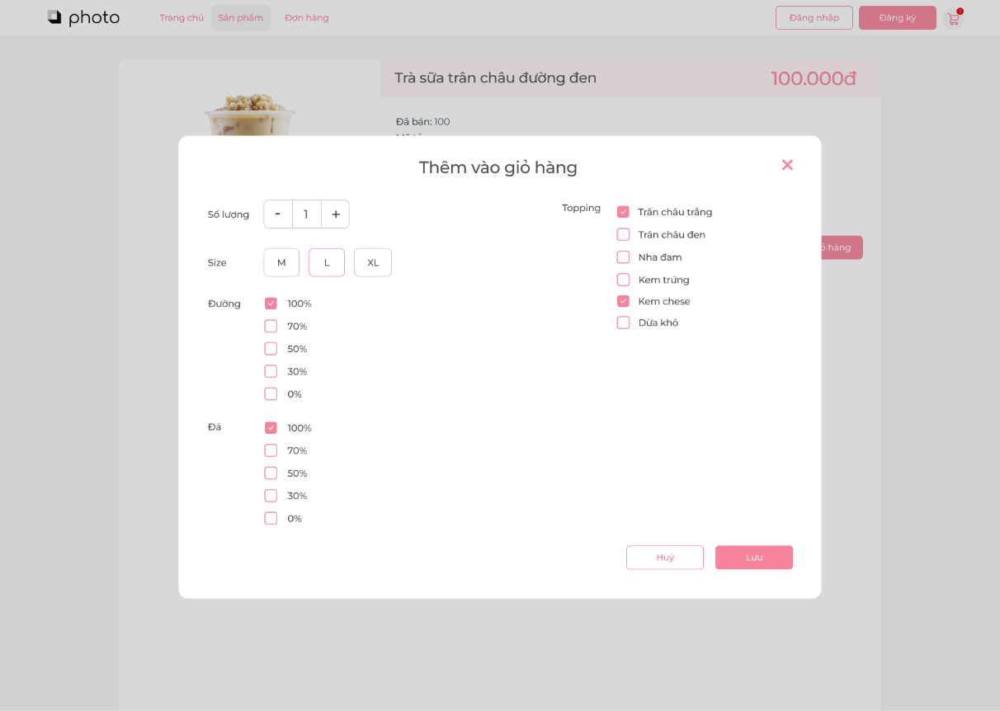 photo
Trang chủ
Sản phẩm
Đơn hàng
Đăng nhập
Đăng ký
1
Trà sữa trân châu đường đen
100.000đ
Đã bán: 100
Thêm vào giỏ hàng
Số lượng
- 1 +
Size
M
L
XL
Đường
100%
70%
50%
30%
0%
Đá
100%
70%
50%
30%
0%
Topping
Trân châu trắng
Trân châu đen
Nha đam
Kem trứng
Kem chese
Dừa khô
hàng
Huỷ
Lưu